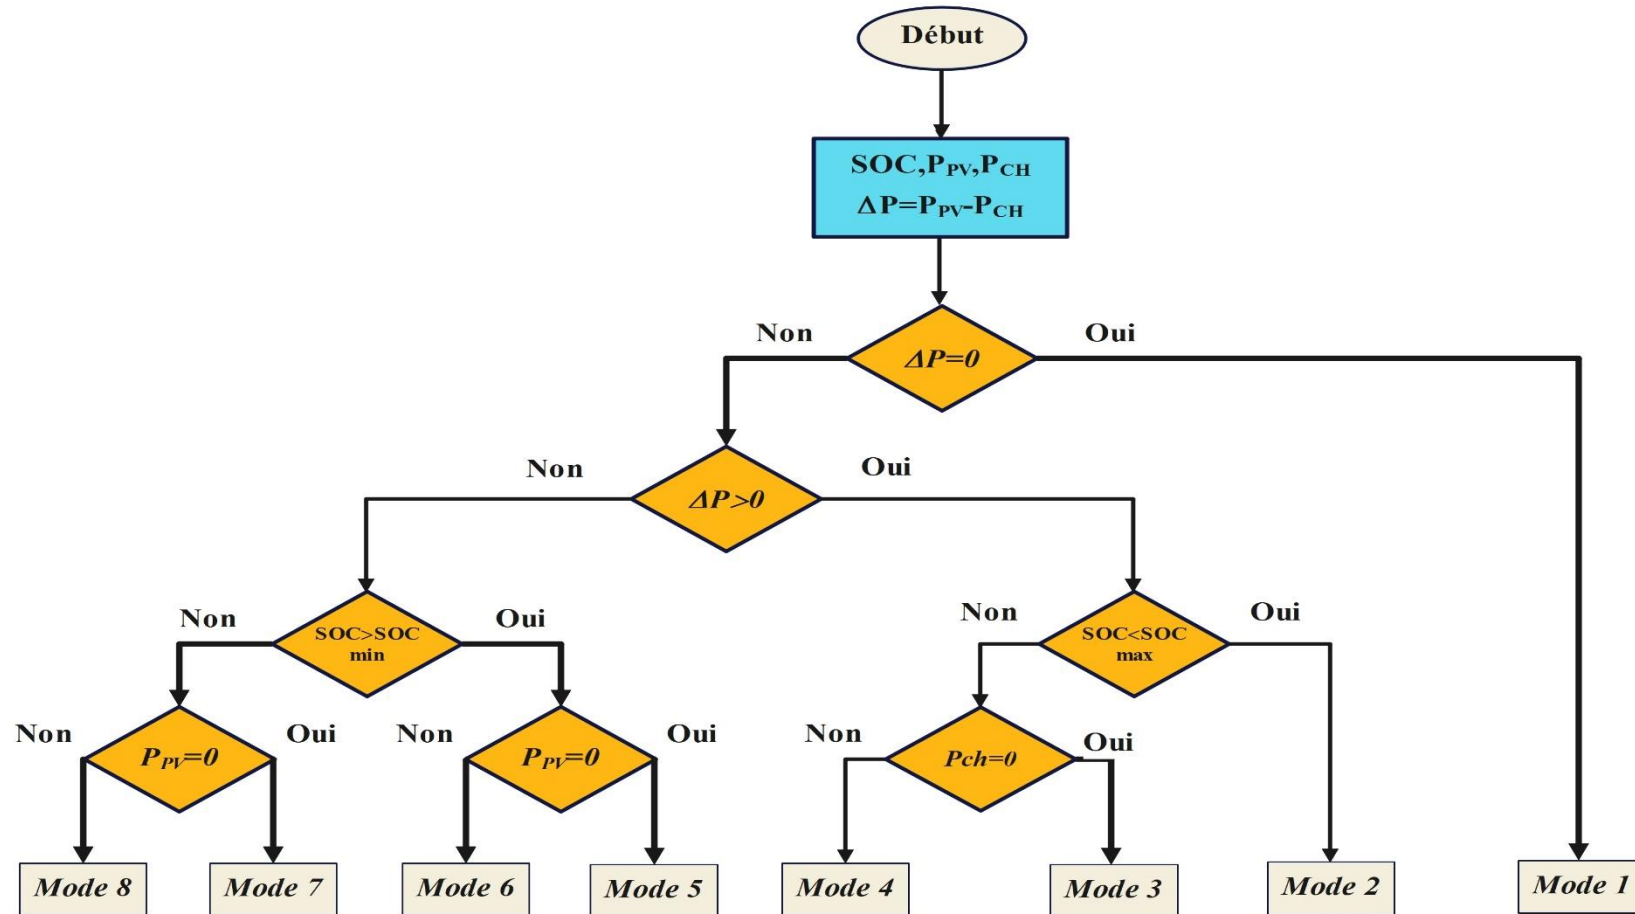 Début
SOC,PPV,PCH
ΔP=PPV-PCH
Non
Oui
ΔP=0
Non
Oui
ΔP>0
Non
Oui
Non
Oui
SOC>SOC
min
SOC<SOC
max
Non
Oui
Non
Oui
Non
Oui
PPV=0
PPV=0
Pch=0
Mode 8
Mode 7
Mode 6
Mode 5
Mode 4
Mode 3
Mode 2
Mode 1